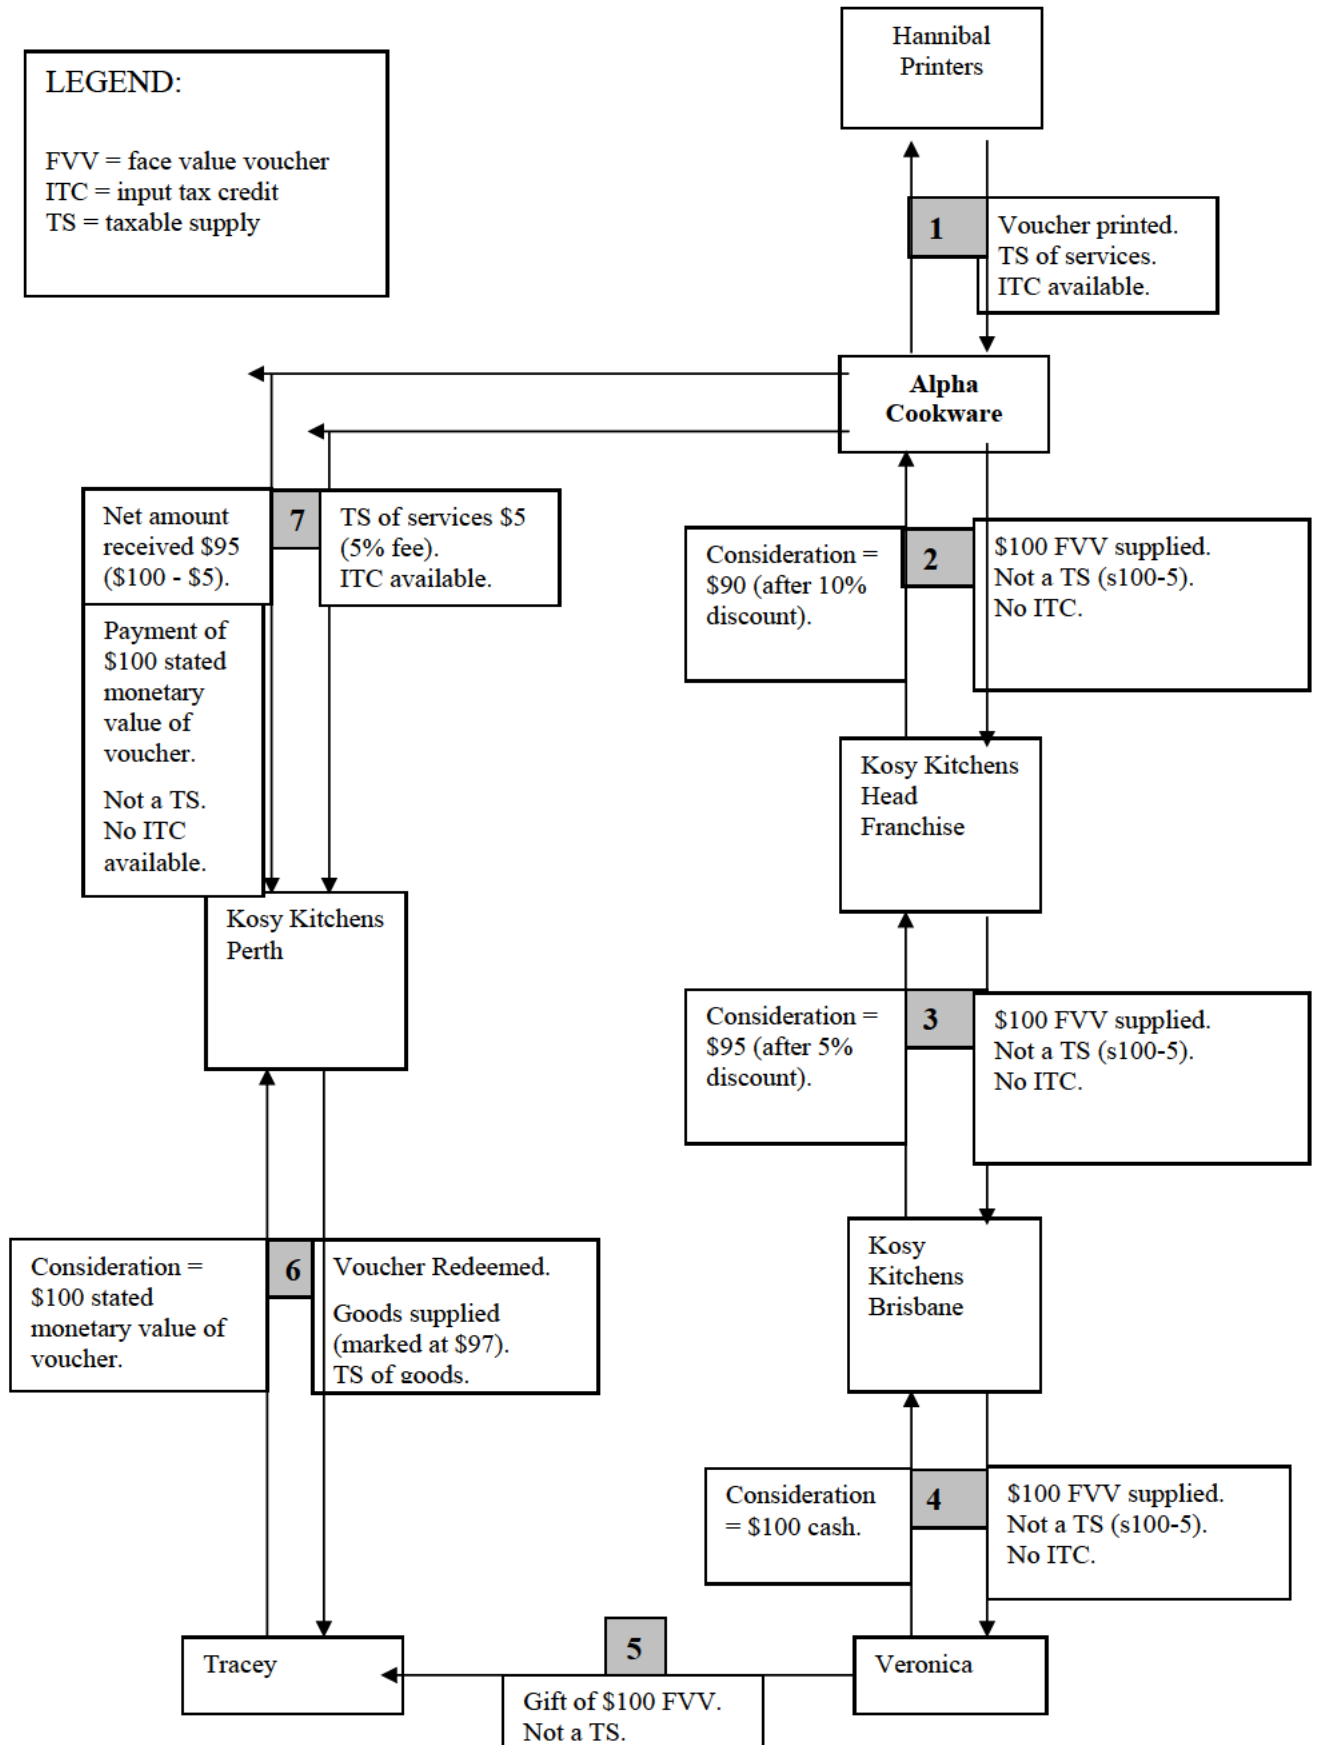 Hannibal
Printers
LEGEND:
FVV = face value voucher
ITC = input tax credit
TS = taxable supply
1
Voucher printed.
TS of services.
ITC available.
Alpha
Cookware
Net amount
received $95
($100 - $5).
7
TS of services $5
(5% fee).
ITC available.
Payment of
$100 stated
monetary
value of
voucher.
Not a TS.
No ITC
available.
Consideration =
$90 (after 10%
discount).
2
$100 FVV supplied.
Not a TS (s100-5).
No ITC.
Kosy Kitchens
Head
Franchise
Kosy Kitchens
Perth
Consideration =
$95 (after 5%
discount).
3
$100 FVV supplied.
Not a TS (s100-5).
No ITC.
Kosy
Kitchens
Brisbane
Consideration =
$100 stated
monetary value of
voucher.
6
Voucher Redeemed.
Goods supplied
(marked at $97).
TS of goods.
Consideration
= $100 cash.
4
$100 FVV supplied.
Not a TS (s100-5).
No ITC.
Tracey
5
Veronica
Gift of $100 FVV.
Not a TS.